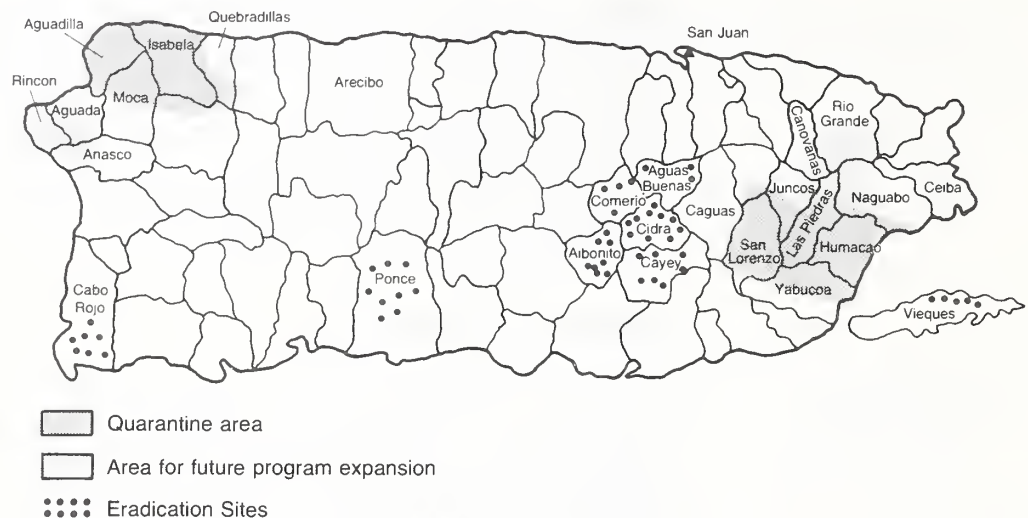 Aguadilla
Quebradillas
Isabela
San Juan
Rincon
Aguada
Moca
Arecibo
Anasco
Canovanas
Rio
Grande
Aguas
Buenas
Comerio
Cidra
Caguas
Juncos
Las Piedras
Naguabo
Ceiba
San
Lorenzo
Humacao
Aibonito
Cayey
Yabucoa
Ponce
Cabo
Rojo
Vieques
Quarantine area
Area for future program expansion
Eradication Sites